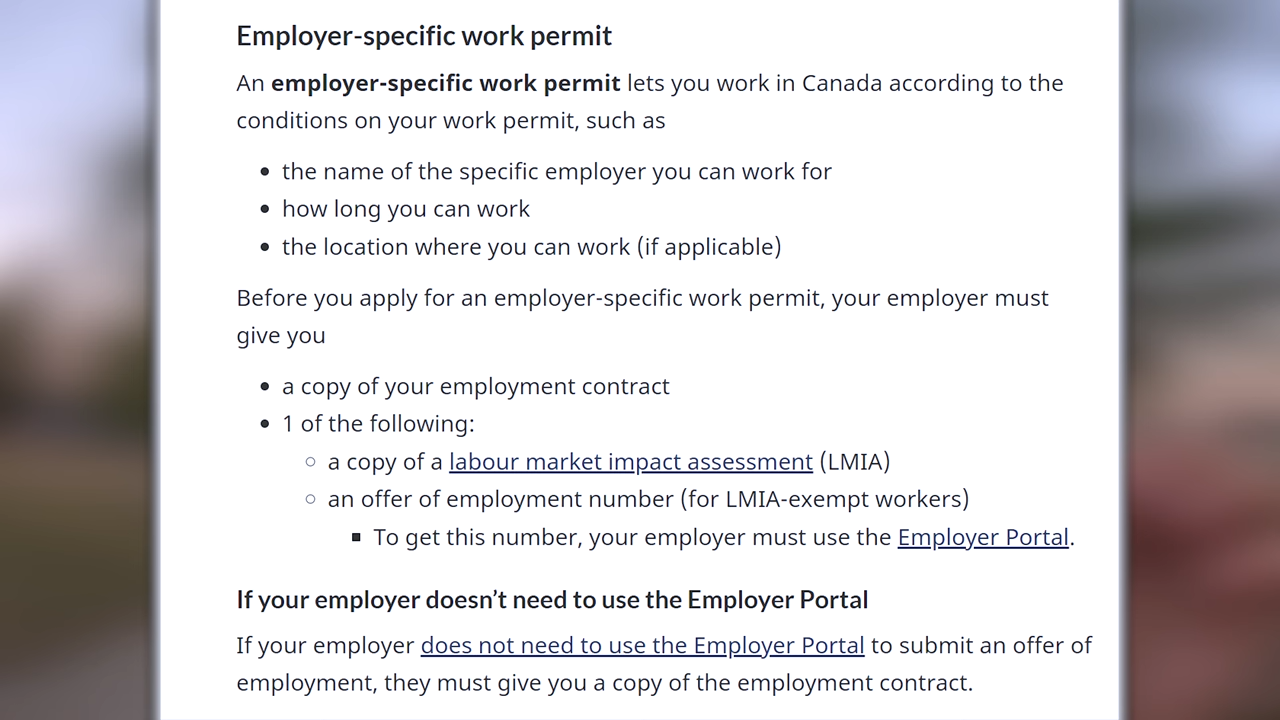 Employer-specific work permit
An employer-specific work permit lets you work in Canada according to the
conditions on your work permit, such as
the name of the specific employer you can work for
how long you can work
the location where you can work (if applicable)
Before you apply for an employer-specific work permit, your employer must
give you
a copy of your employment contract
1 of the following:
a copy of a labour market impact assessment (LMIA)
an offer of employment number (for LMIA-exempt workers)
To get this number, your employer must use the Employer Portal.
If your employer doesn’t need to use the Employer Portal
If your employer does not need to use the Employer Portal to submit an offer of
employment, they must give you a copy of the employment contract.